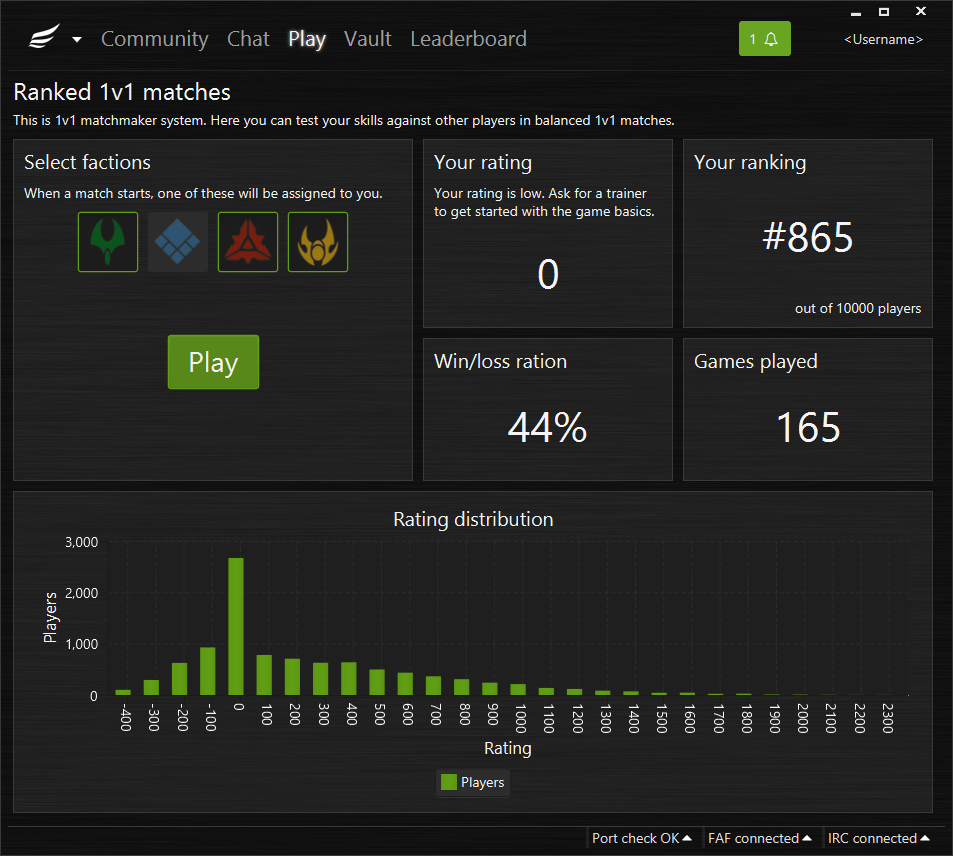 Community Chat Play Vault Leaderboard
1
<Username>
Ranked 1v1 matches
This is 1v1 matchmaker system. Here you can test your skills against other players in balanced 1v1 matches.
Select factions
When a match starts, one of these will be assigned to you.
Play
Your rating
Your rating is low. Ask for a trainer
to get started with the game basics.
0
Your ranking
#865
out of 10000 players
Win/loss ration
44%
Games played
165
Rating distribution
Players
3,000
2,000
1,000
0
-400
-300
-200
-100
0
100
200
300
400
500
600
700
800
900
1000
1100
1200
1300
1400
1500
1600
1700
1800
1900
2000
2100
2200
2300
Rating
Players
Port check OK
FAF connected
IRC connected